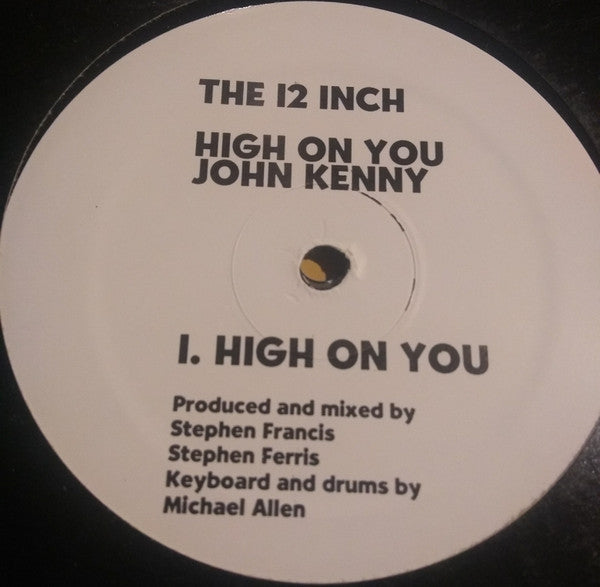 THE 12 INCH
HIGH ON YOU
JOHN KENNY
1. HIGH ON YOU
Produced and mixed by
Stephen Francis
Stephen Ferris
Keyboard and drums by
Michael Allen